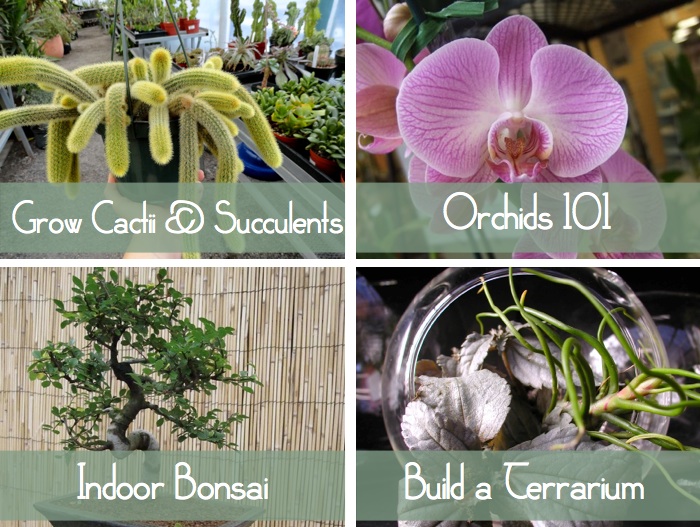 Grow Cactii & Succulents
Orchids 101
Indoor Bonsai
Build a Terrarium